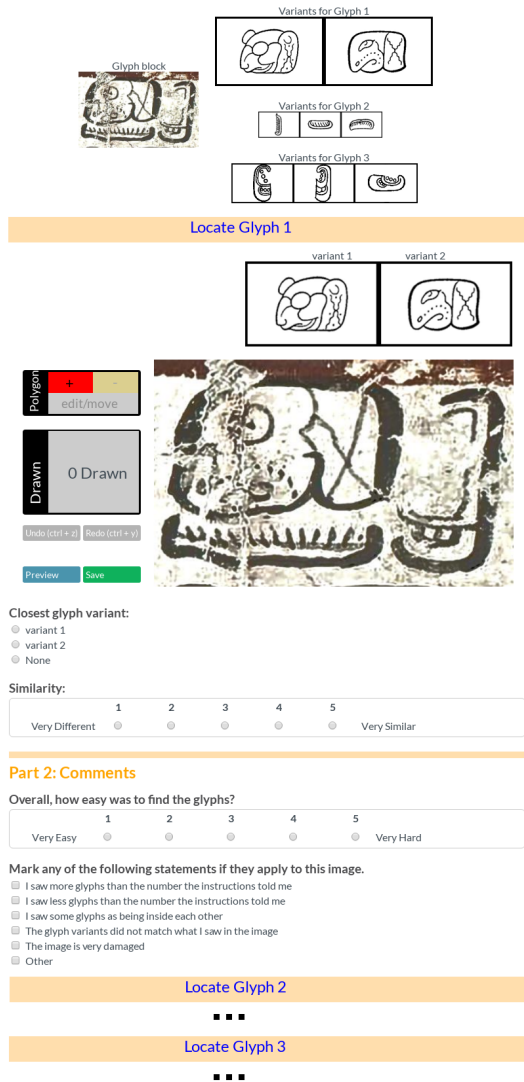 Variants for Glyph 1
Glyph block
Variants for Glyph 2
Variants for Glyph 3
Locate Glyph 1
variant 1 variant 2
Polygon
+ -
edit/move
Drawn
0 Drawn
Undo (ctrl + z) Redo (ctrl + y)
Preview Save
Closest glyph variant:
variant 1
variant 2
None
Similarity:
1 2 3 4 5
Very Different Very Similar
Part 2: Comments
Overall, how easy was to find the glyphs?
1 2 3 4 5
Very Easy Very Hard
Mark any of the following statements if they apply to this image.
I saw more glyphs than the number the instructions told me
I saw less glyphs than the number the instructions told me
I saw some glyphs as being inside each other
The glyph variants did not match what I saw in the image
The image is very damaged
Other
Locate Glyph 2
...
Locate Glyph 3
...